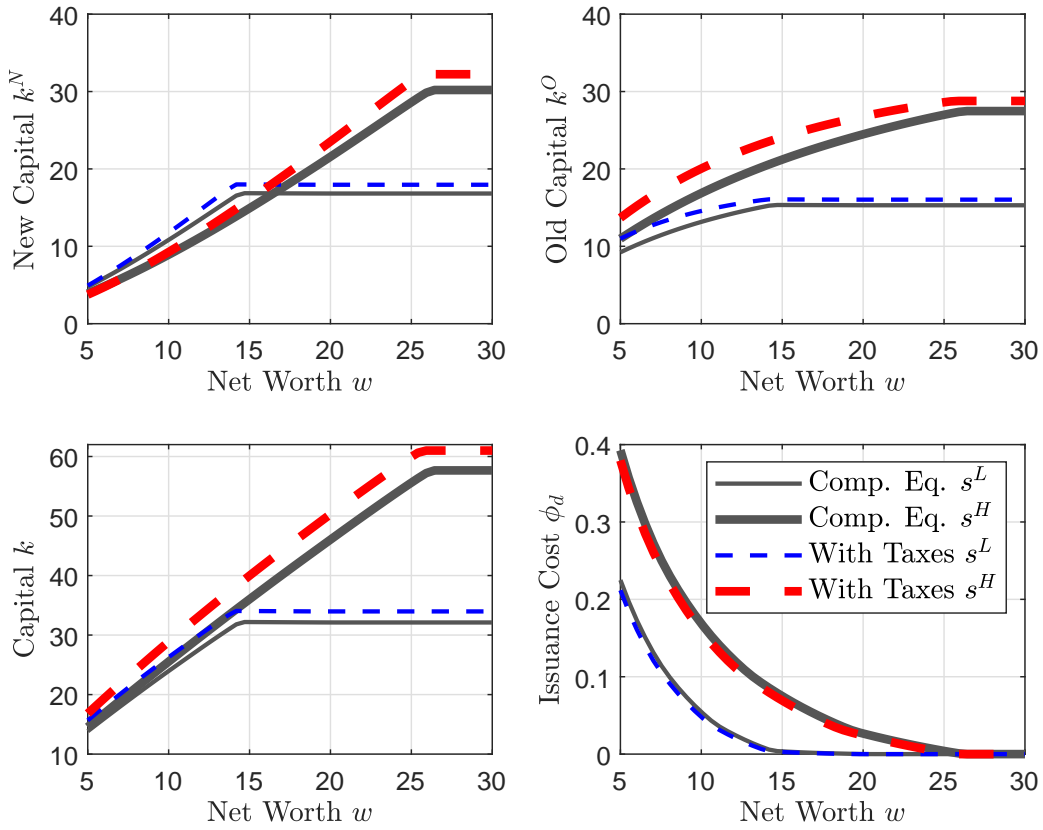 New Capital k^N
40
30
20
10
0
5 10 15 20 25 30
Net Worth w
Old Capital k^O
40
30
20
10
0
5 10 15 20 25 30
Net Worth w
Capital k
60
50
40
30
20
10
5 10 15 20 25 30
Net Worth w
Issuance Cost ϕ_d
0.4
0.3
0.2
0.1
0
5 10 15 20 25 30
Net Worth w
Comp. Eq. s^L
Comp. Eq. s^H
With Taxes s^L
With Taxes s^H